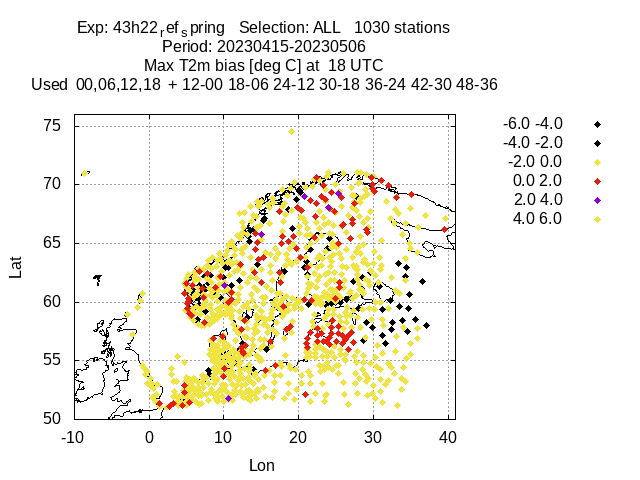 Exp: 43h22ref_spring   Selection: ALL   1030 stations
Period: 20230415-20230506
Max T2m bias [deg C] at  18 UTC
Used  00,06,12,18  + 12-00 18-06 24-12 30-18 36-24 42-30 48-36
-6.0 -4.0
-4.0 -2.0
-2.0 0.0
0.0 2.0
2.0 4.0
4.0 6.0
75
70
65
60
55
50
Lat
-10 0 10 20 30 40
Lon